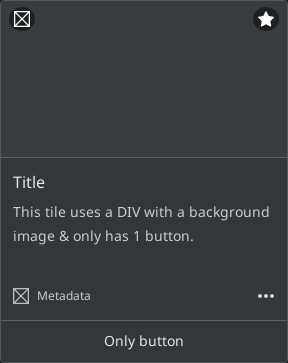 Title
This tile uses a DIV with a background
image & only has 1 button.
Metadata
Only button